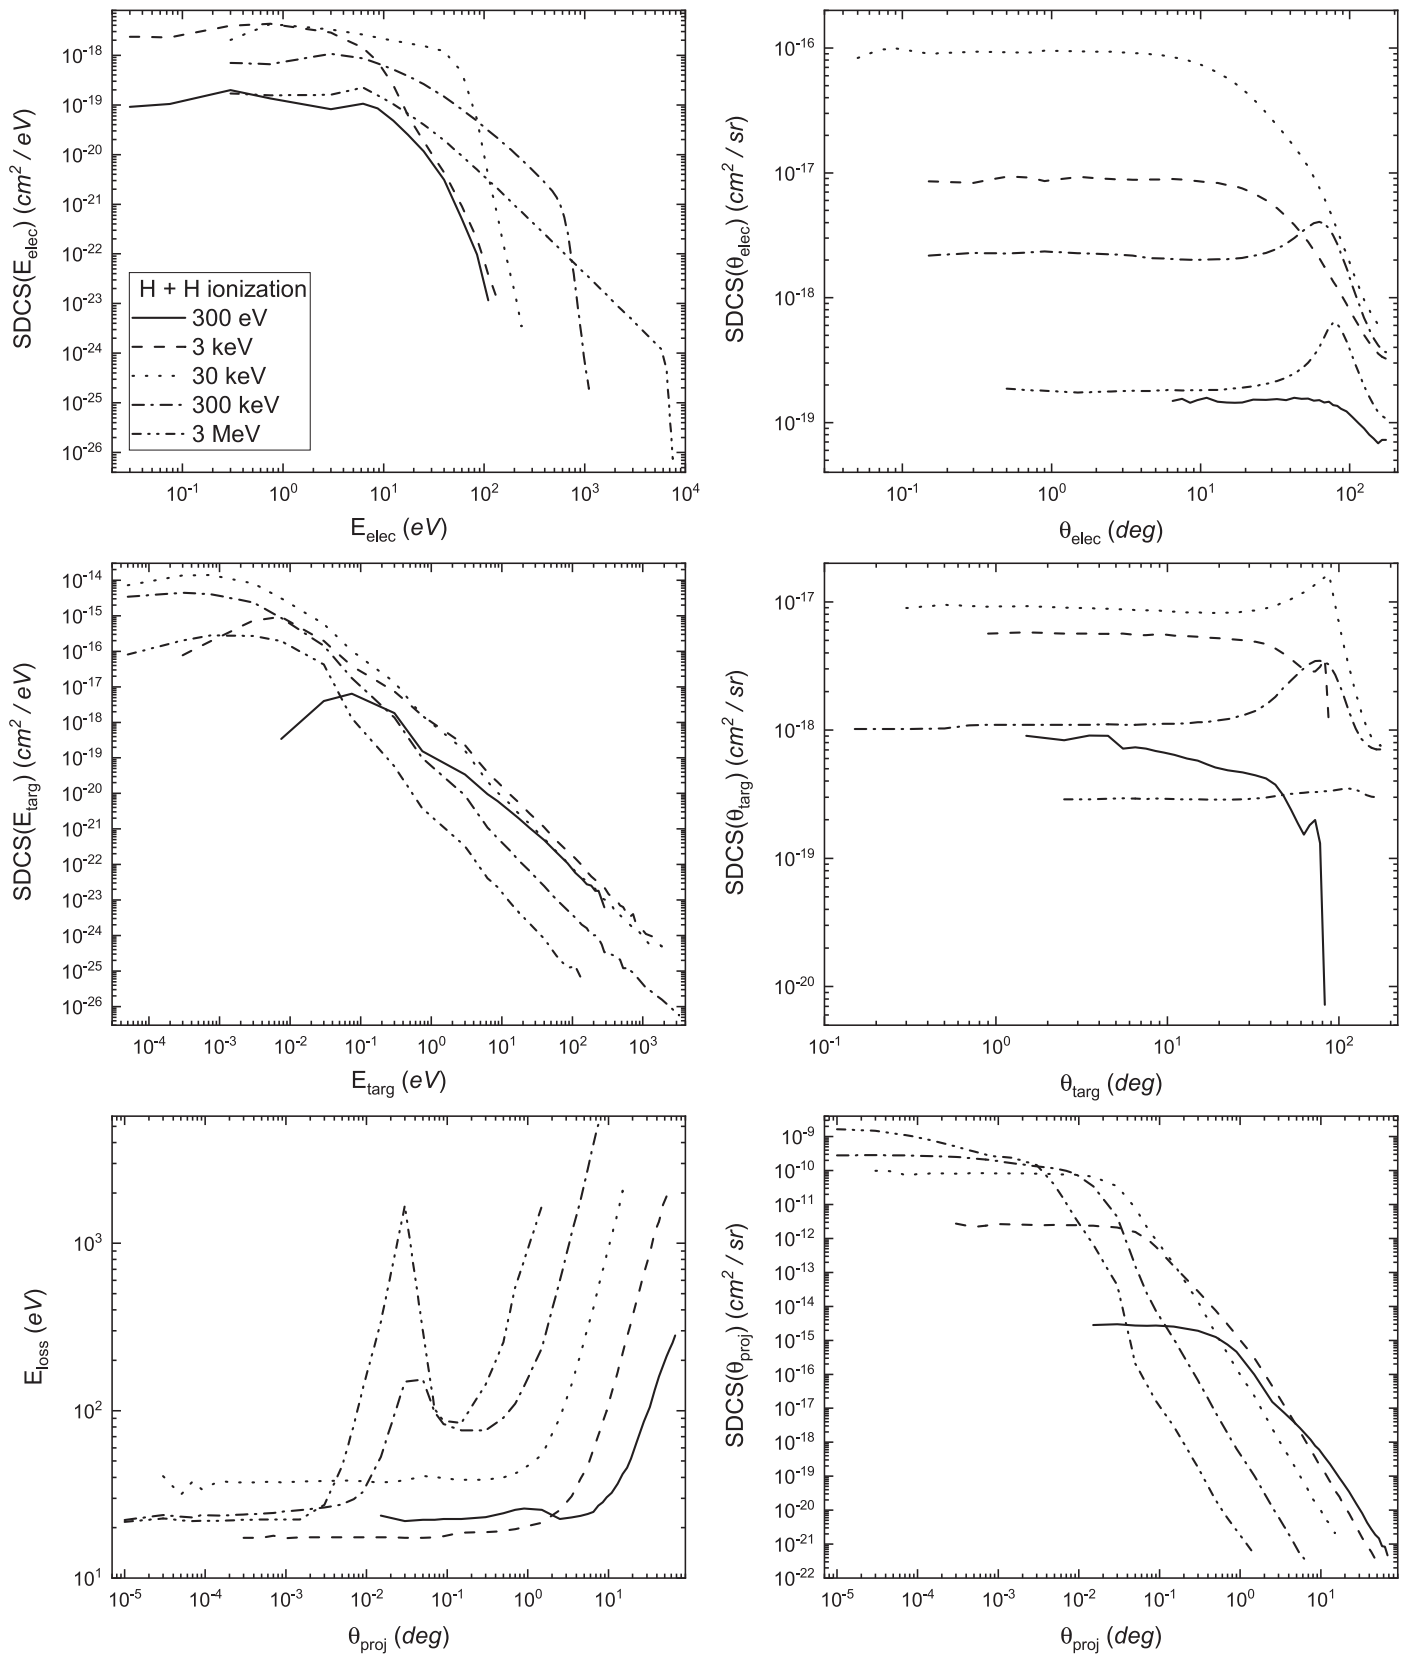 SDCS(E_elec) (cm² / eV)
10⁻¹⁸
10⁻¹⁹
10⁻²⁰
10⁻²¹
10⁻²²
10⁻²³
10⁻²⁴
10⁻²⁵
10⁻²⁶
H + H ionization
300 eV
3 keV
30 keV
300 keV
3 MeV
10⁻¹ 10⁰ 10¹ 10² 10³ 10⁴
E_elec (eV)
SDCS(θ_elec) (cm² / sr)
10⁻¹⁶
10⁻¹⁷
10⁻¹⁸
10⁻¹⁹
10⁻¹ 10⁰ 10¹ 10²
θ_elec (deg)
SDCS(E_targ) (cm² / eV)
10⁻¹⁴
10⁻¹⁵
10⁻¹⁶
10⁻¹⁷
10⁻¹⁸
10⁻¹⁹
10⁻²⁰
10⁻²¹
10⁻²²
10⁻²³
10⁻²⁴
10⁻²⁵
10⁻²⁶
10⁻⁴ 10⁻³ 10⁻² 10⁻¹ 10⁰ 10¹ 10² 10³
E_targ (eV)
SDCS(θ_targ) (cm² / sr)
10⁻¹⁷
10⁻¹⁸
10⁻¹⁹
10⁻²⁰
10⁻¹ 10⁰ 10¹ 10²
θ_targ (deg)
E_loss (eV)
10³
10²
10¹
10⁻⁵ 10⁻⁴ 10⁻³ 10⁻² 10⁻¹ 10⁰ 10¹
θ_proj (deg)
SDCS(θ_proj) (cm² / sr)
10⁻⁹
10⁻¹⁰
10⁻¹¹
10⁻¹²
10⁻¹³
10⁻¹⁴
10⁻¹⁵
10⁻¹⁶
10⁻¹⁷
10⁻¹⁸
10⁻¹⁹
10⁻²⁰
10⁻²¹
10⁻²²
10⁻⁵ 10⁻⁴ 10⁻³ 10⁻² 10⁻¹ 10⁰ 10¹
θ_proj (deg)